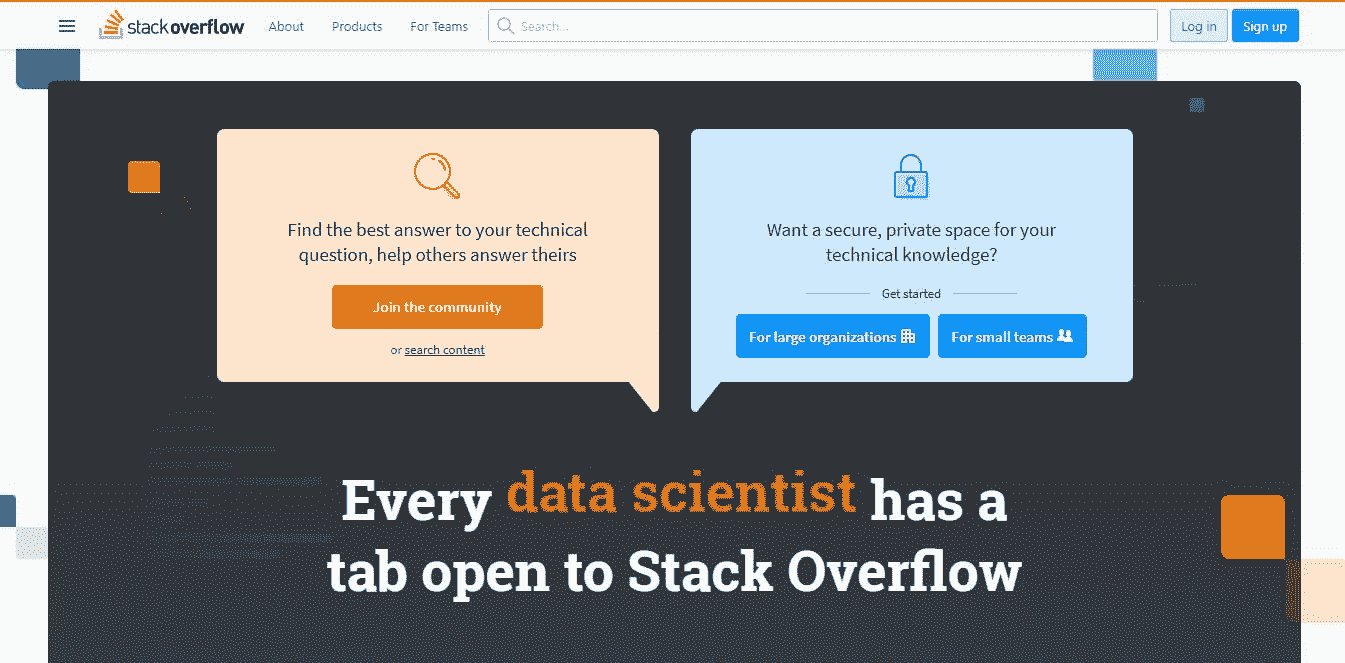 stackoverflow About Products For Teams Search... Log in Sign up
Find the best answer to your technical
question, help others answer theirs
Join the community
or search content
Want a secure, private space for your
technical knowledge?
Get started
For large organizations For small teams
Every data scientist has a
tab open to Stack Overflow